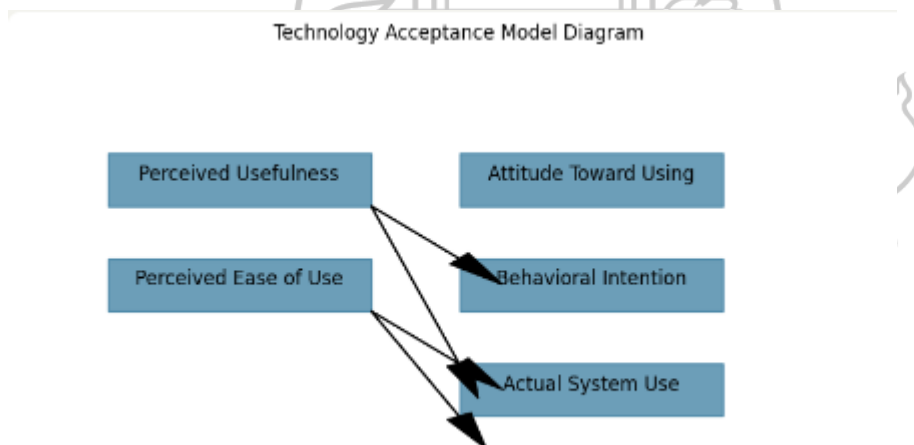 Technology Acceptance Model Diagram
Perceived Usefulness
Attitude Toward Using
Perceived Ease of Use
Behavioral Intention
Actual System Use